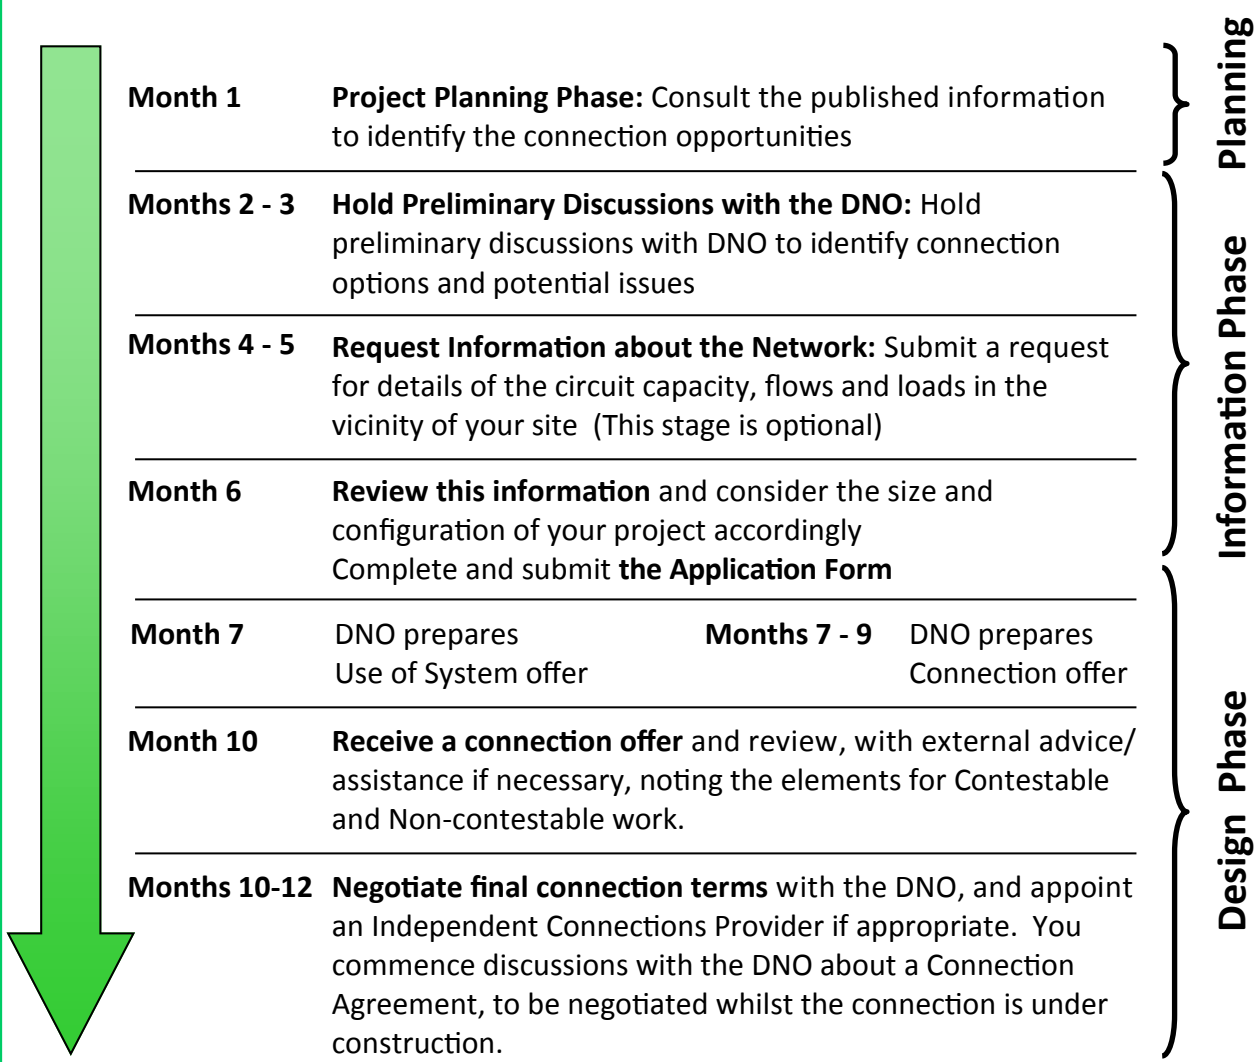 Month 1 Project Planning Phase: Consult the published information
to identify the connection opportunities
Planning
Months 2 - 3 Hold Preliminary Discussions with the DNO: Hold
preliminary discussions with DNO to identify connection
options and potential issues
Months 4 - 5 Request Information about the Network: Submit a request
for details of the circuit capacity, flows and loads in the
vicinity of your site (This stage is optional)
Month 6 Review this information and consider the size and
configuration of your project accordingly
Complete and submit the Application Form
Information Phase
Month 7 DNO prepares
Use of System offer
Months 7 - 9 DNO prepares
Connection offer
Month 10 Receive a connection offer and review, with external advice/
assistance if necessary, noting the elements for Contestable
and Non-contestable work.
Months 10-12 Negotiate final connection terms with the DNO, and appoint
an Independent Connections Provider if appropriate. You
commence discussions with the DNO about a Connection
Agreement, to be negotiated whilst the connection is under
construction.
Design Phase